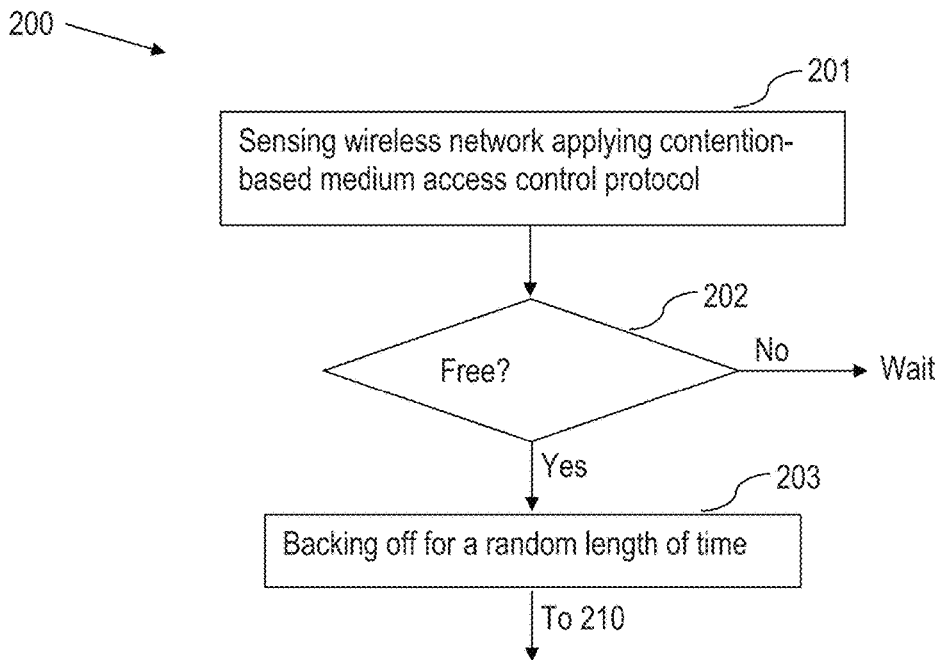 200
201
Sensing wireless network applying contention-
based medium access control protocol
202
Free?
No
Wait
Yes
203
Backing off for a random length of time
To 210